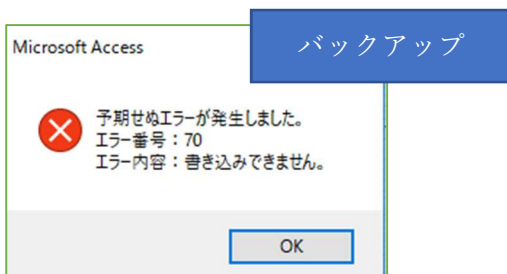 Microsoft Access
バックアップ
予期せぬエラーが発生しました。
エラー番号：70
エラー内容：書き込みできません。
OK